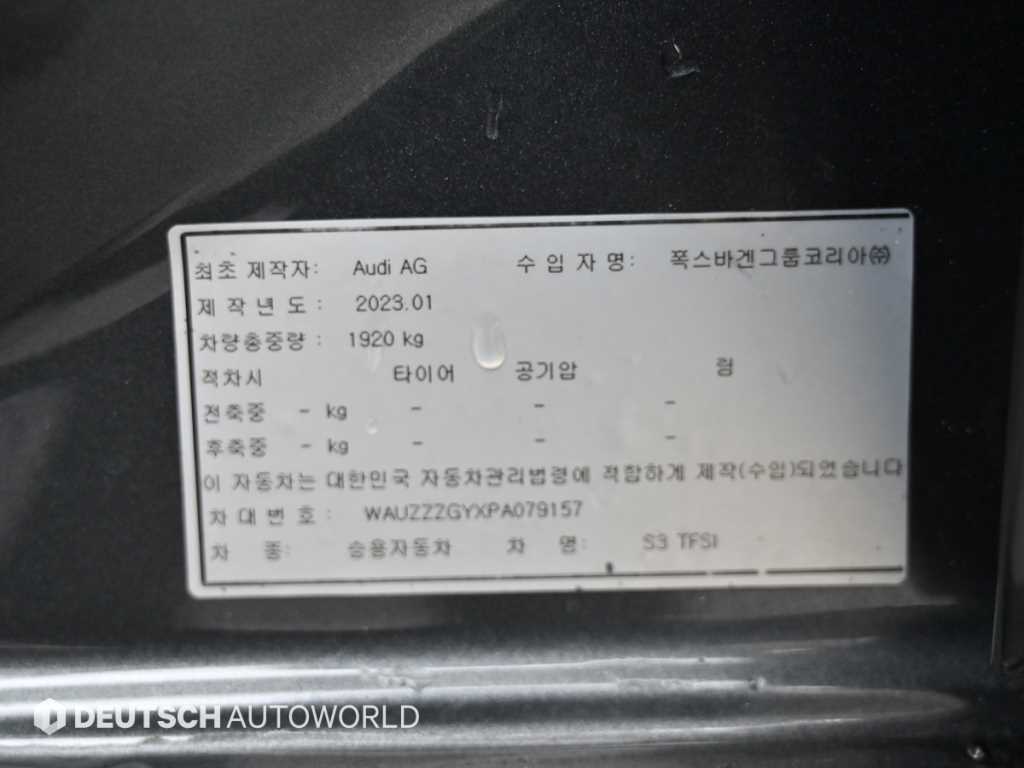 최초 제작자: Audi AG 수 입 자 명: 폭스바겐그룹코리아㈜
제 작 년 도 : 2023.01
차량총중량 : 1920 kg
적차시 타이어 공기압 림
전축중 - kg - - -
후축중 - kg - - -
이 자동차는 대한민국 자동차관리법령에 적합하게 제작(수입)되었습니다
차 대 번 호 : WAUZZZGYXPA079157
차 종: 승용자동차 차 명: S3 TFSI
DEUTSCH AUTOWORLD